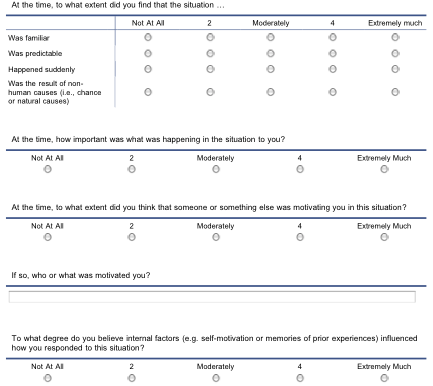 At the time, to what extent did you find that the situation ...
Not At All 2 Moderately 4 Extremely much
Was familiar
Was predictable
Happened suddenly
Was the result of non-
human causes (i.e., chance
or natural causes)
At the time, how important was what was happening in the situation to you?
Not At All 2 Moderately 4 Extremely Much
At the time, to what extent did you think that someone or something else was motivating you in this situation?
Not At All 2 Moderately 4 Extremely Much
If so, who or what was motivated you?
To what degree do you believe internal factors (e.g. self-motivation or memories of prior experiences) influenced
how you responded to this situation?
Not At All 2 Moderately 4 Extremely Much